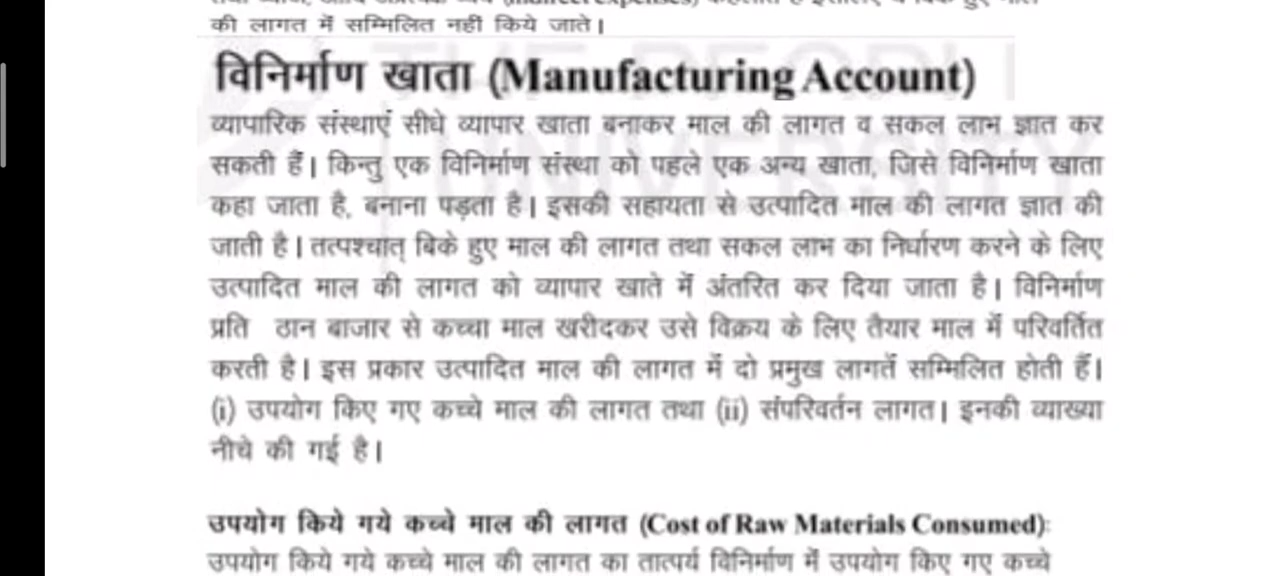 की लागत में सम्मिलित नहीं किये जाते।
विनिर्माण खाता (Manufacturing Account)
व्यापारिक संस्थाएं सीधे व्यापार खाता बनाकर माल की लागत व सकल लाभ ज्ञात कर
सकती हैं। किन्तु एक विनिर्माण संस्था को पहले एक अन्य खाता, जिसे विनिर्माण खाता
कहा जाता है, बनाना पड़ता है। इसकी सहायता से उत्पादित माल की लागत ज्ञात की
जाती है। तत्पश्चात् बिके हुए माल की लागत तथा सकल लाभ का निर्धारण करने के लिए
उत्पादित माल की लागत को व्यापार खाते में अंतरित कर दिया जाता है। विनिर्माण
प्रति ठान बाजार से कच्चा माल खरीदकर उसे विक्रय के लिए तैयार माल में परिवर्तित
करती है। इस प्रकार उत्पादित माल की लागत में दो प्रमुख लागतें सम्मिलित होती हैं।
(i) उपयोग किए गए कच्चे माल की लागत तथा (ii) संपरिवर्तन लागत। इनकी व्याख्या
नीचे की गई है।
उपयोग किये गये कच्चे माल की लागत (Cost of Raw Materials Consumed):
उपयोग किये गये कच्चे माल की लागत का तात्पर्य विनिर्माण में उपयोग किए गए कच्चे